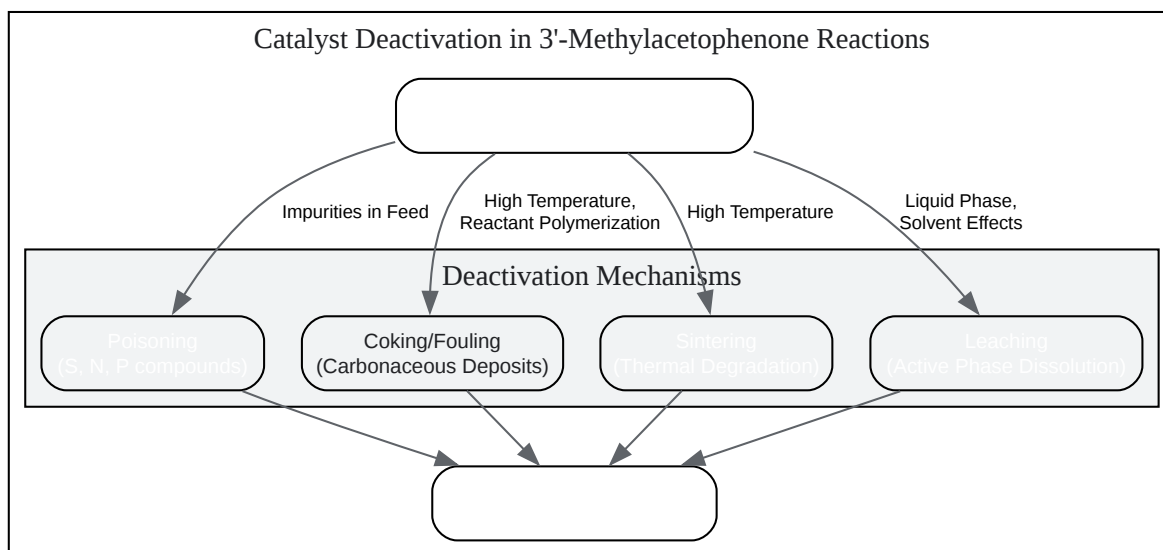 Catalyst Deactivation in 3'-Methylacetophenone Reactions
Impurities in Feed
High Temperature,
Reactant Polymerization
High Temperature
Liquid Phase,
Solvent Effects
Deactivation Mechanisms
Poisoning
(S, N, P compounds)
Coking/Fouling
(Carbonaceous Deposits)
Sintering
(Thermal Degradation)
Leaching
(Active Phase Dissolution)